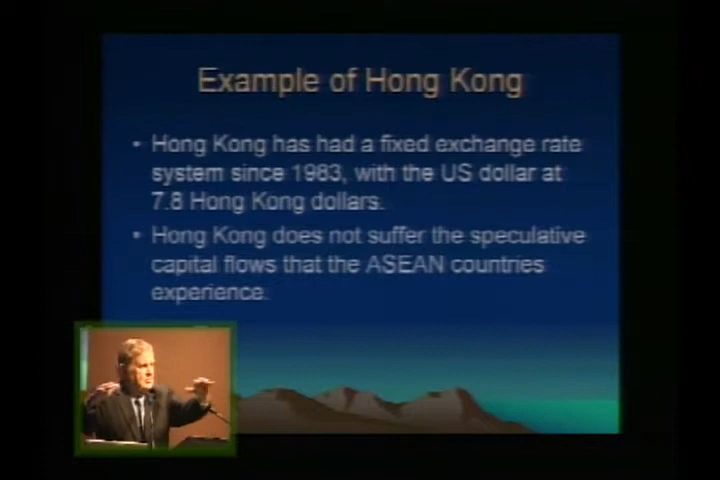 Example of Hong Kong
• Hong Kong has had a fixed exchange rate
system since 1983, with the US dollar at
7.8 Hong Kong dollars.
• Hong Kong does not suffer the speculative
capital flows that the ASEAN countries
experience.